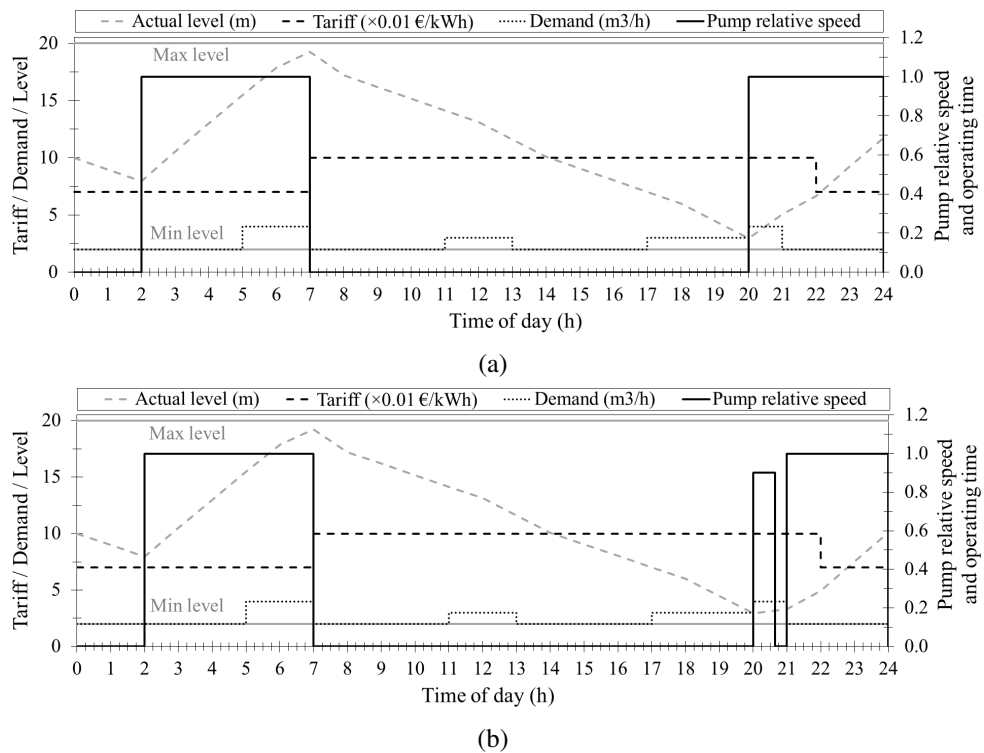 Actual level (m) Tariff (×0.01 €/kWh) Demand (m3/h) Pump relative speed
20 1.2
Max level
1.0
15
0.8
10 0.6
0.4
5
Min level
0.2
0 0.0
0 1 2 3 4 5 6 7 8 9 10 11 12 13 14 15 16 17 18 19 20 21 22 23 24
Time of day (h)
Tariff / Demand / Level
Pump relative speed
and operating time
(a)
Actual level (m) Tariff (×0.01 €/kWh) Demand (m3/h) Pump relative speed
20 1.2
Max level
1.0
15
0.8
10 0.6
0.4
5
Min level
0.2
0 0.0
0 1 2 3 4 5 6 7 8 9 10 11 12 13 14 15 16 17 18 19 20 21 22 23 24
Time of day (h)
Tariff / Demand / Level
Pump relative speed
and operating time
(b)